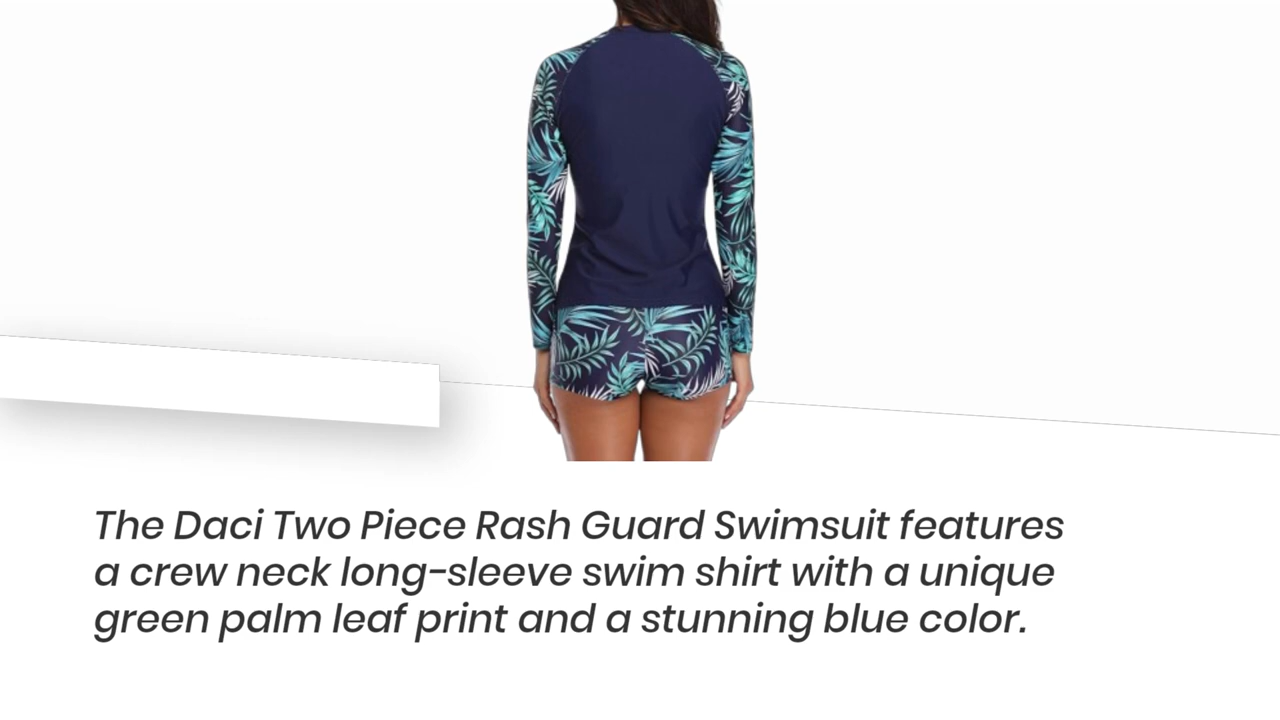 The Daci Two Piece Rash Guard Swimsuit features
a crew neck long-sleeve swim shirt with a unique
green palm leaf print and a stunning blue color.